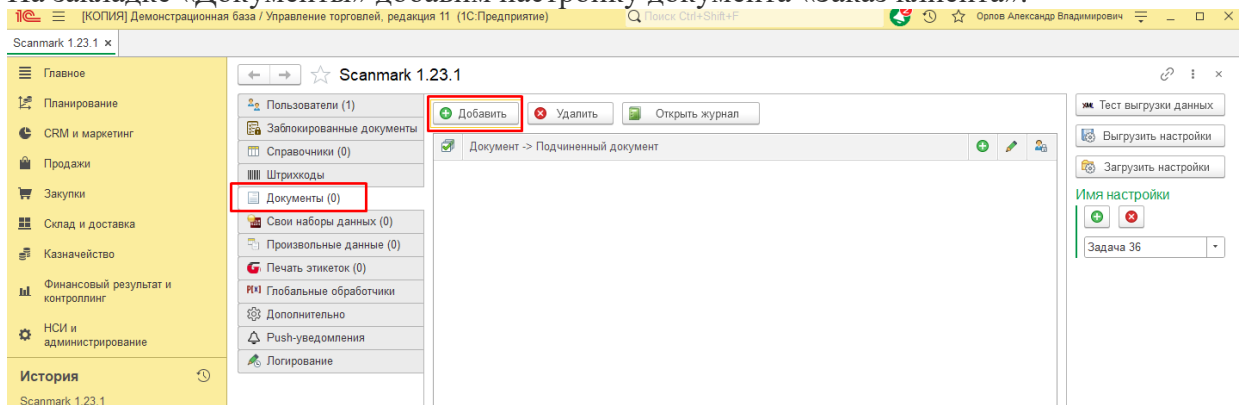 На закладке «Документы» добавим настройку документа «Заказ клиента».
[КОПИЯ] Демонстрационная база / Управление торговлей, редакция 11 (1С:Предприятие)
Поиск Ctrl+Shift+F
2
Орлов Александр Владимирович
Scanmark 1.23.1 ×
Главное
Планирование
CRM и маркетинг
Продажи
Закупки
Склад и доставка
Казначейство
Финансовый результат и
контроллинг
НСИ и
администрирование
История
Scanmark 1.23.1
Scanmark 1.23.1
Пользователи (1)
Заблокированные документы
Справочники (0)
Штрихкоды
Документы (0)
Свои наборы данных (0)
Произвольные данные (0)
Печать этикеток (0)
Глобальные обработчики
Дополнительно
Push-уведомления
Логирование
Добавить
Удалить
Открыть журнал
Документ -> Подчиненный документ
XML Тест выгрузки данных
Выгрузить настройки
Загрузить настройки
Имя настройки
Задача 36